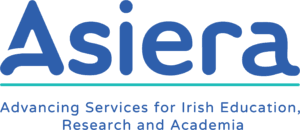 Asiera
Advancing Services for Irish Education,
Research and Academia